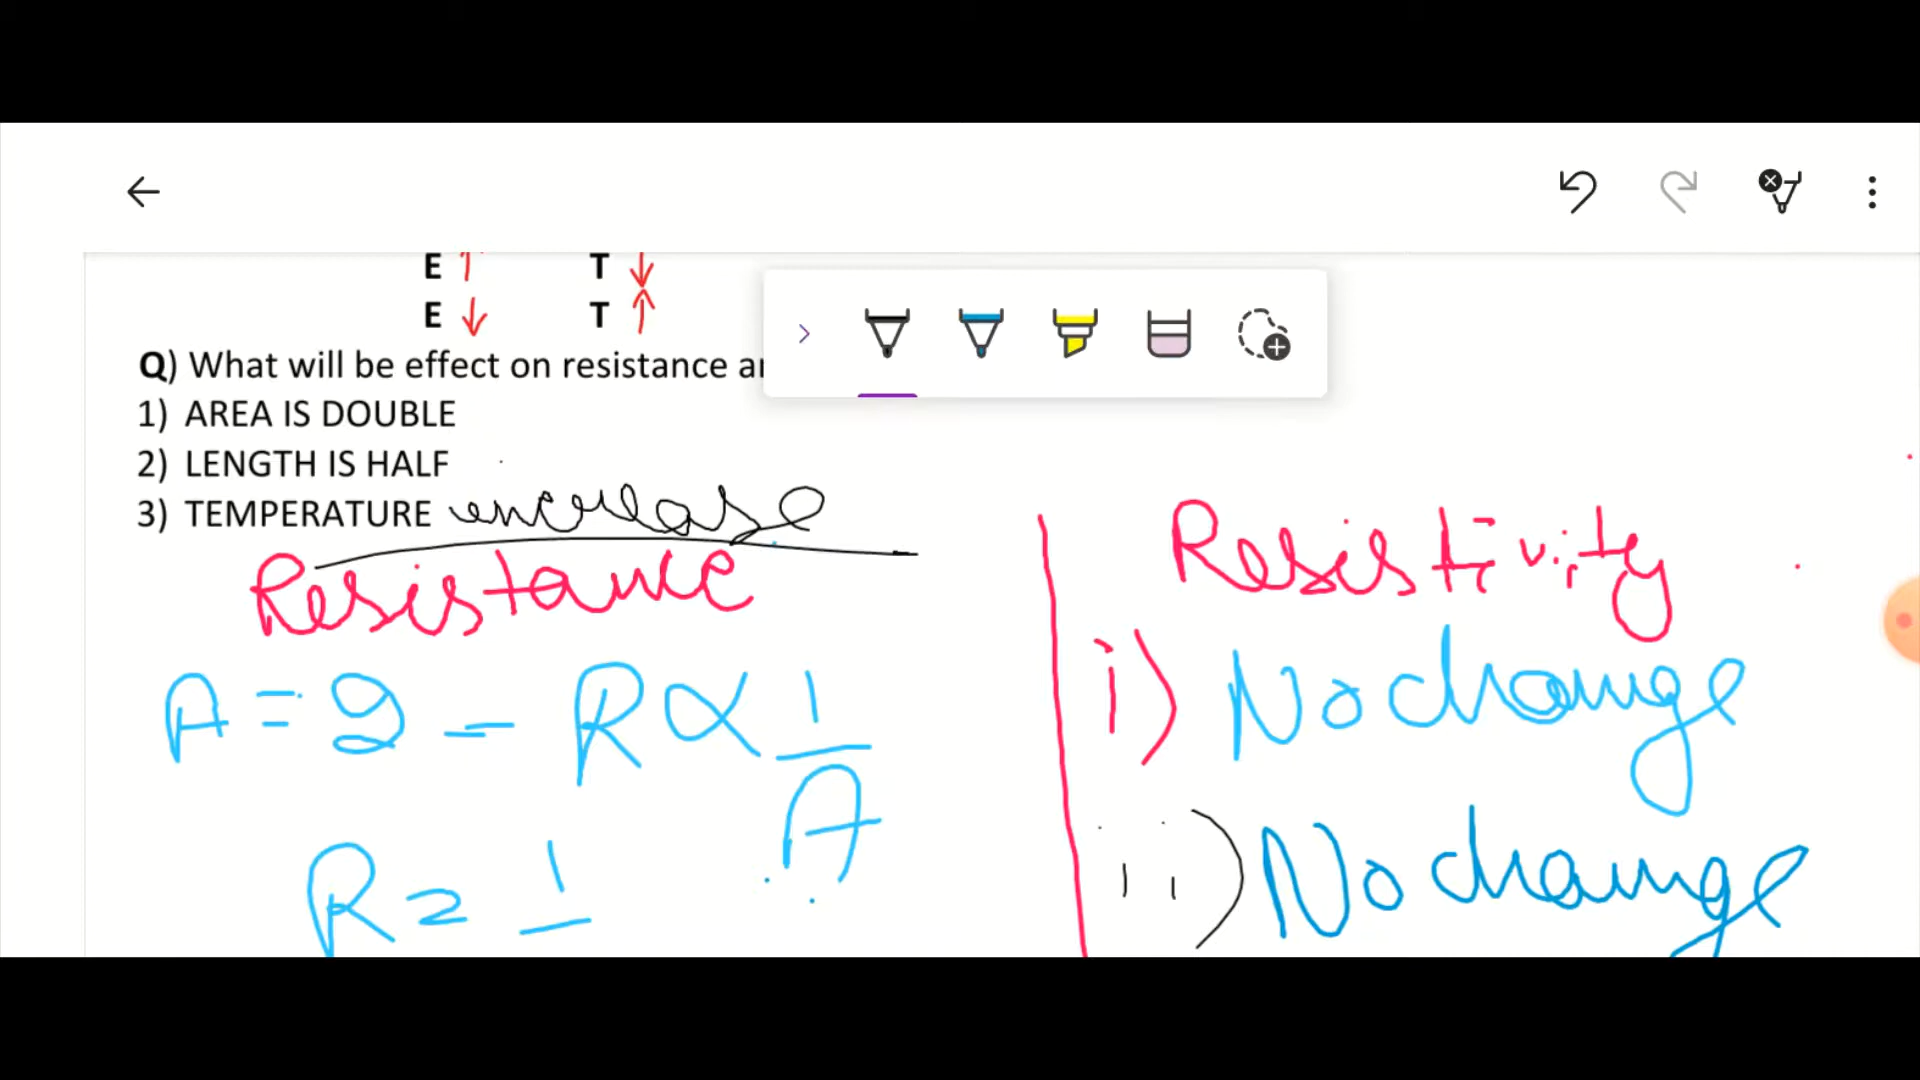 E ↑ T ↓
E ↓ T ↑
Q) What will be effect on resistance
1) AREA IS DOUBLE
2) LENGTH IS HALF
3) TEMPERATURE increase
Resistance
A = 2 - R ∝ 1/A
R = 1
Resistivity
i) No change
ii) No change